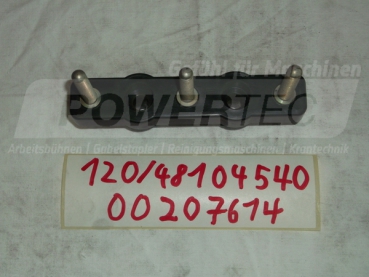 Gefühl für Maschinen
POWERTEC
Arbeitsbühnen | Gabelstapler | Reinigungsmaschinen | Krantechnik
120/48104540
00207614